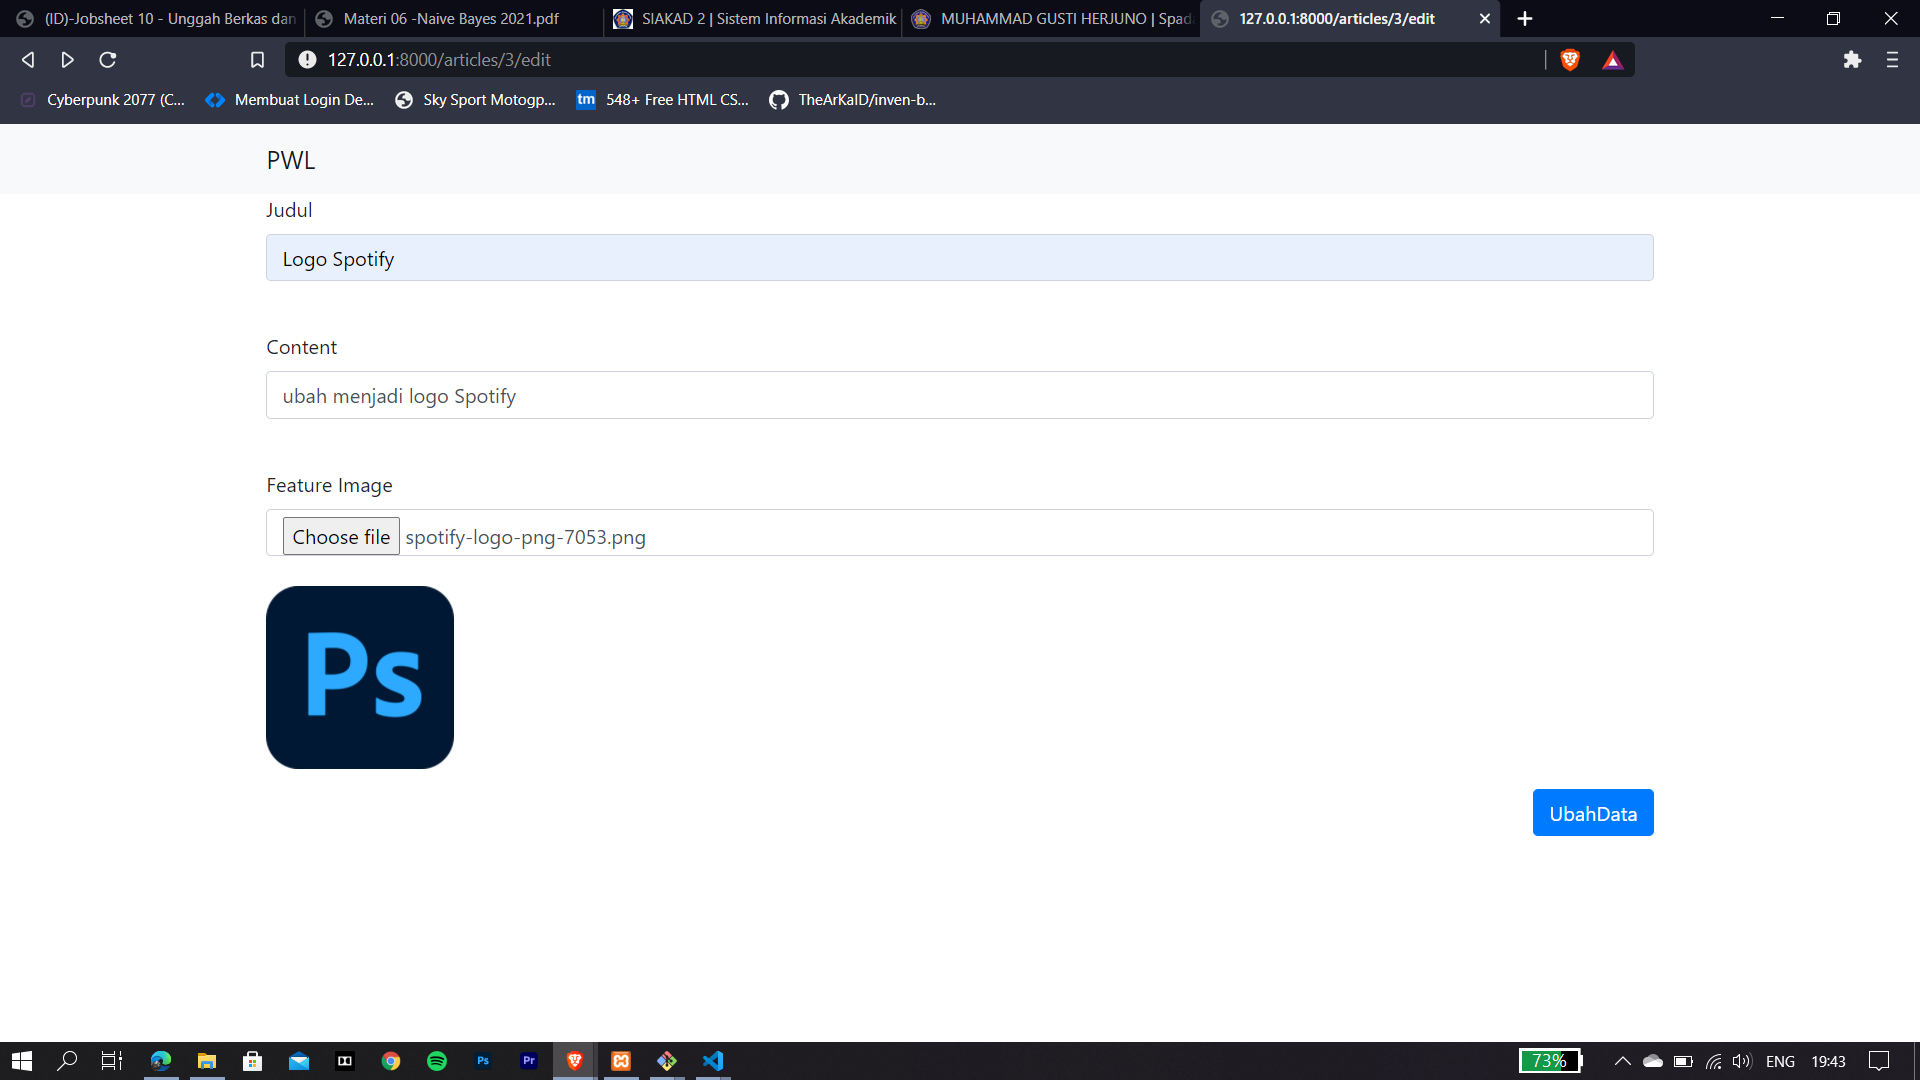 (ID)-Jobsheet 10 - Unggah Berkas dan
Materi 06 -Naive Bayes 2021.pdf
SIAKAD 2 | Sistem Informasi Akademik
MUHAMMAD GUSTI HERJUNO | Spada
127.0.0.1:8000/articles/3/edit
127.0.0.1:8000/articles/3/edit
Cyberpunk 2077 (C...
Membuat Login De...
Sky Sport Motogp...
tm 548+ Free HTML CS...
TheArKaID/inven-b...
PWL
Judul
Logo Spotify
Content
ubah menjadi logo Spotify
Feature Image
Choose file spotify-logo-png-7053.png
Ps
UbahData
Ps
Pr
73%
ENG
19:43